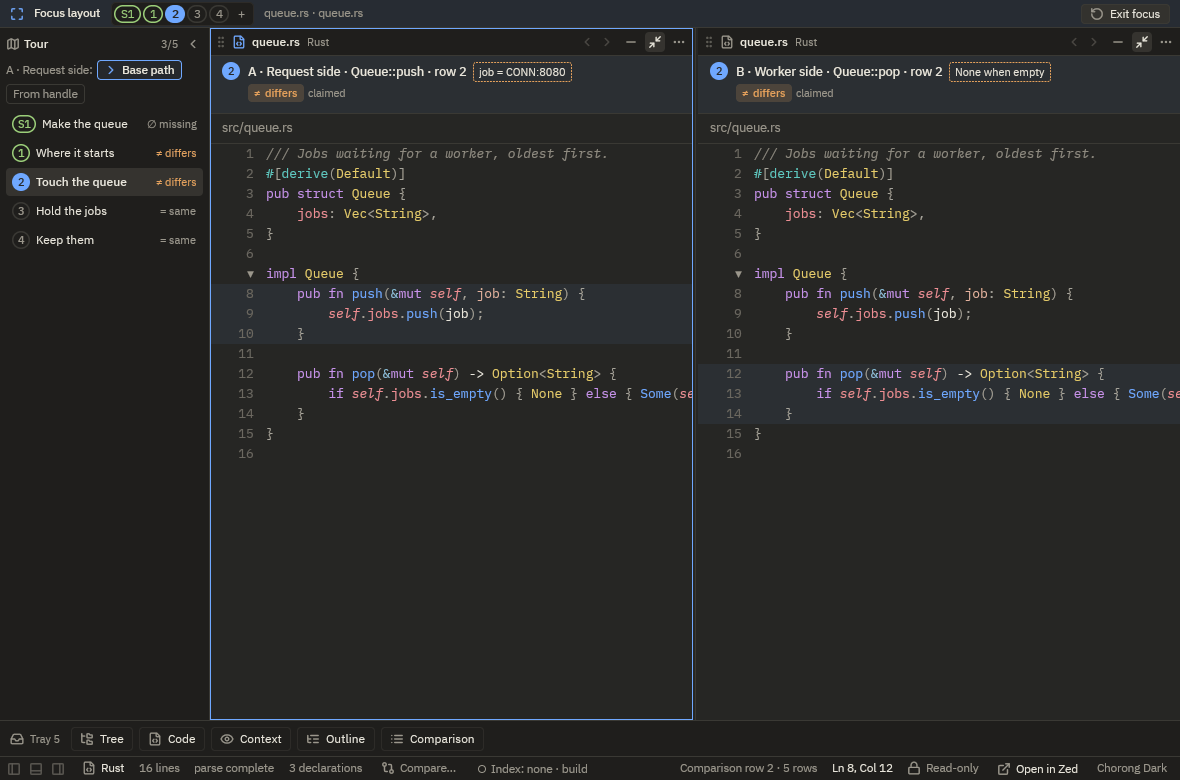 Focus layout S1 1 2 3 4 + queue.rs · queue.rs Exit focus
Tour 3/5
A · Request side: Base path
From handle
S1 Make the queue ∅ missing
1 Where it starts ≠ differs
2 Touch the queue ≠ differs
3 Hold the jobs = same
4 Keep them = same
queue.rs Rust
2 A · Request side · Queue::push · row 2 job = CONN:8080
≠ differs claimed
src/queue.rs
1 /// Jobs waiting for a worker, oldest first.
2 #[derive(Default)]
3 pub struct Queue {
4 jobs: Vec<String>,
5 }
6
impl Queue {
8 pub fn push(&mut self, job: String) {
9 self.jobs.push(job);
10 }
11
12 pub fn pop(&mut self) -> Option<String> {
13 if self.jobs.is_empty() { None } else { Some(se
14 }
15 }
16
queue.rs Rust
2 B · Worker side · Queue::pop · row 2 None when empty
≠ differs claimed
src/queue.rs
1 /// Jobs waiting for a worker, oldest first.
2 #[derive(Default)]
3 pub struct Queue {
4 jobs: Vec<String>,
5 }
6
impl Queue {
8 pub fn push(&mut self, job: String) {
9 self.jobs.push(job);
10 }
11
12 pub fn pop(&mut self) -> Option<String> {
13 if self.jobs.is_empty() { None } else { Some(se
14 }
15 }
16
Tray 5 Tree Code Context Outline Comparison
Rust 16 lines parse complete 3 declarations Compare... Index: none · build Comparison row 2 · 5 rows Ln 8, Col 12 Read-only Open in Zed Chorong Dark